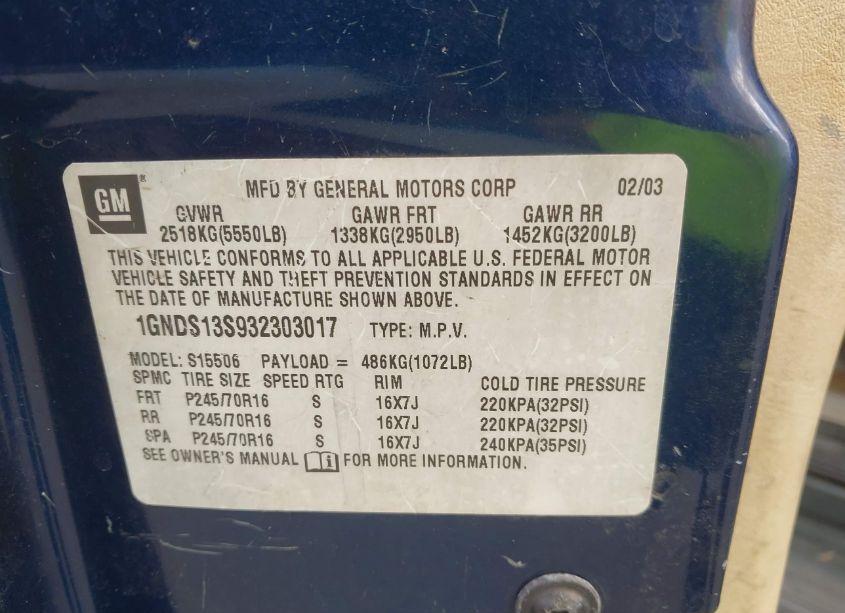 GM
MFD BY GENERAL MOTORS CORP 02/03
GVWR GAWR FRT GAWR RR
2518KG(5550LB) 1338KG(2950LB) 1452KG(3200LB)
THIS VEHICLE CONFORMS TO ALL APPLICABLE U.S. FEDERAL MOTOR
VEHICLE SAFETY AND THEFT PREVENTION STANDARDS IN EFFECT ON
THE DATE OF MANUFACTURE SHOWN ABOVE.
1GNDS13S932303017 TYPE: M.P.V.
MODEL: S15506 PAYLOAD = 486KG(1072LB)
SPMC TIRE SIZE SPEED RTG RIM COLD TIRE PRESSURE
FRT P245/70R16 S 16X7J 220KPA(32PSI)
RR P245/70R16 S 16X7J 220KPA(32PSI)
SPA P245/70R16 S 16X7J 240KPA(35PSI)
SEE OWNER'S MANUAL FOR MORE INFORMATION.